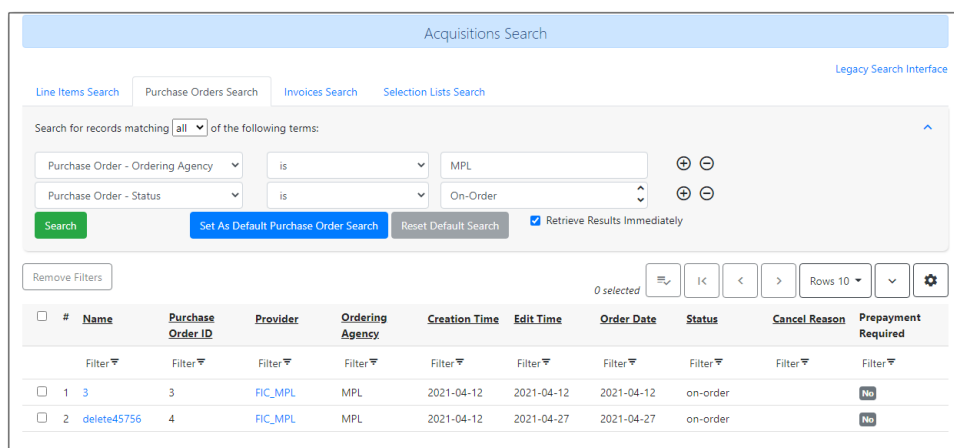 Acquisitions Search
Legacy Search Interface
Line Items Search Purchase Orders Search Invoices Search Selection Lists Search
Search for records matching all of the following terms:
Purchase Order - Ordering Agency is MPL
Purchase Order - Status is On-Order
Search Set As Default Purchase Order Search Reset Default Search Retrieve Results Immediately
Remove Filters 0 selected Rows 10
# Name Purchase Order ID Provider Ordering Agency Creation Time Edit Time Order Date Status Cancel Reason Prepayment Required
Filter Filter Filter Filter Filter Filter Filter Filter Filter Filter
1 3 3 FIC_MPL MPL 2021-04-12 2021-04-12 2021-04-12 on-order No
2 delete45756 4 FIC_MPL MPL 2021-04-12 2021-04-27 2021-04-27 on-order No